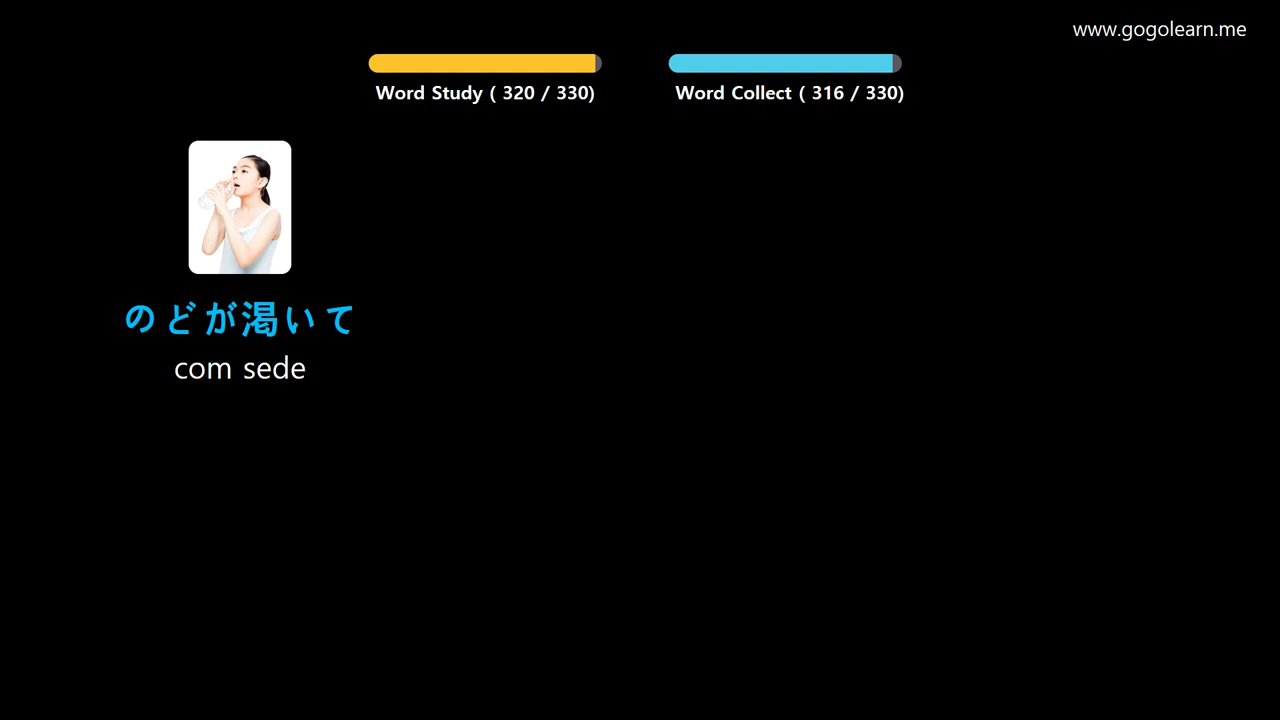 www.gogolearn.me
Word Study ( 320 / 330)
Word Collect ( 316 / 330)
のどが渇いて
com sede